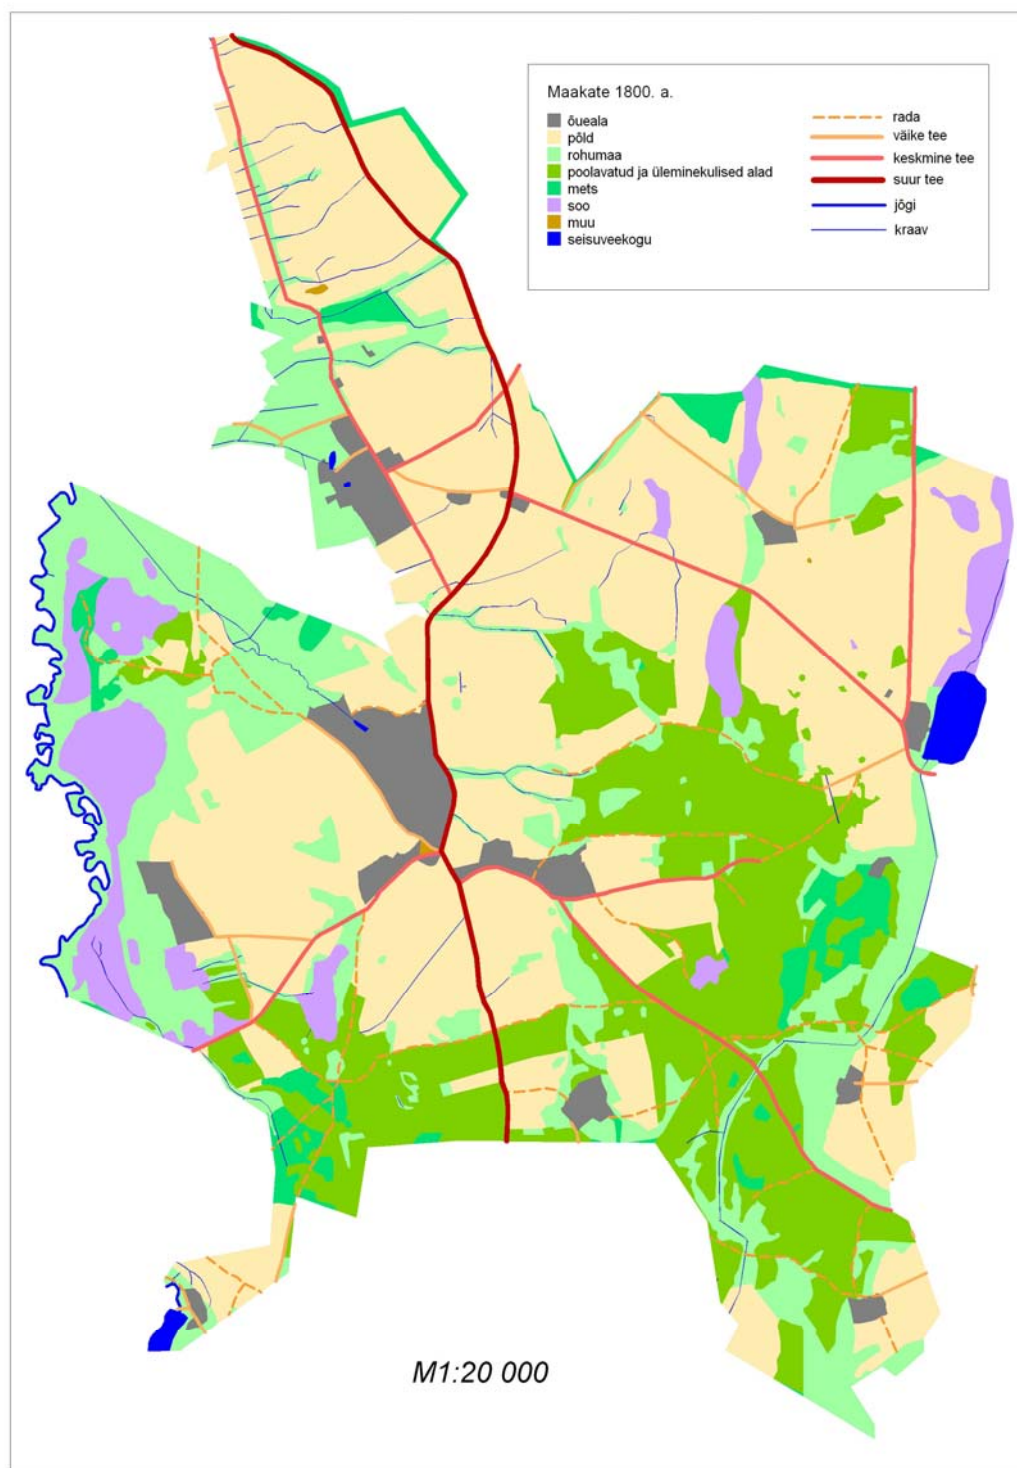 Maakate 1800. a.
õueala
põld
rohumaa
poolavatud ja üleminekulised alad
mets
soo
muu
seisuveekogu
rada
väike tee
keskmine tee
suur tee
jõgi
kraav
M1:20 000